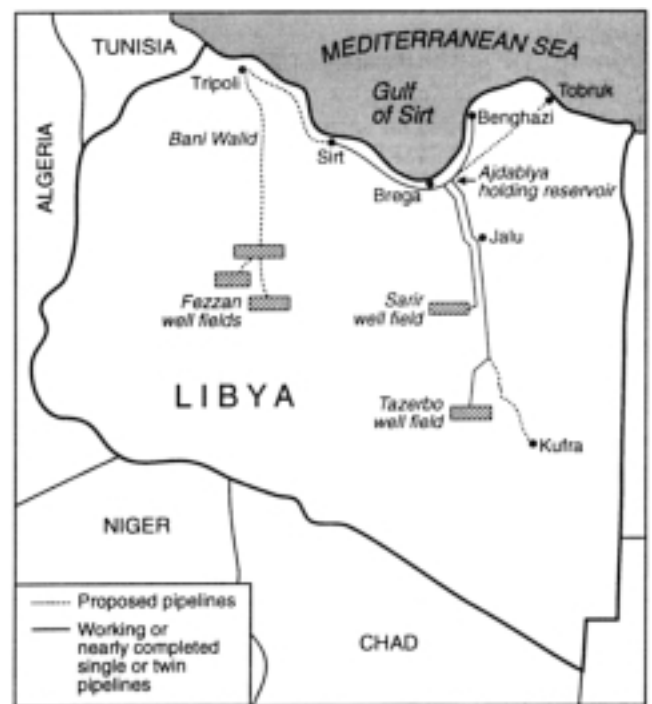 TUNISIA
MEDITERRANEAN SEA
Tripoli
Gulf
of Sirt
Tobruk
Benghazi
ALGERIA
Bani Walid
Sirt
Brega
Ajdabiya
holding reservoir
Jalu
Fezzan
well fields
Sarir
well field
LIBYA
Tazerbo
well field
Kufra
NIGER
CHAD
Proposed pipelines
Working or
nearly completed
single or twin
pipelines